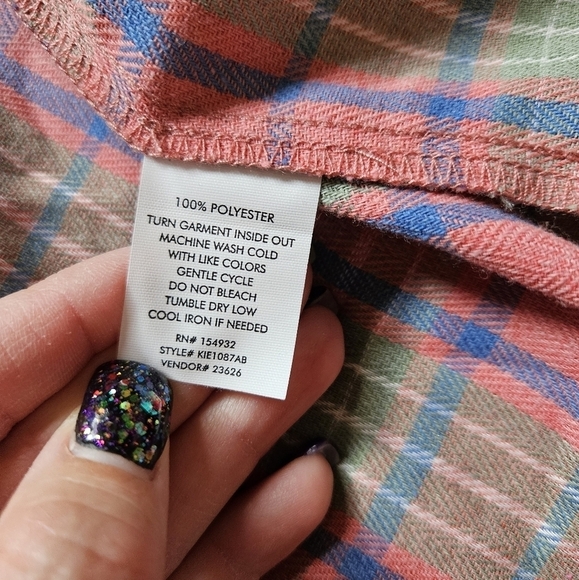 100% POLYESTER
TURN GARMENT INSIDE OUT
MACHINE WASH COLD
WITH LIKE COLORS
GENTLE CYCLE
DO NOT BLEACH
TUMBLE DRY LOW
COOL IRON IF NEEDED
RN# 154932
STYLE# KIE1087AB
VENDOR# 23626